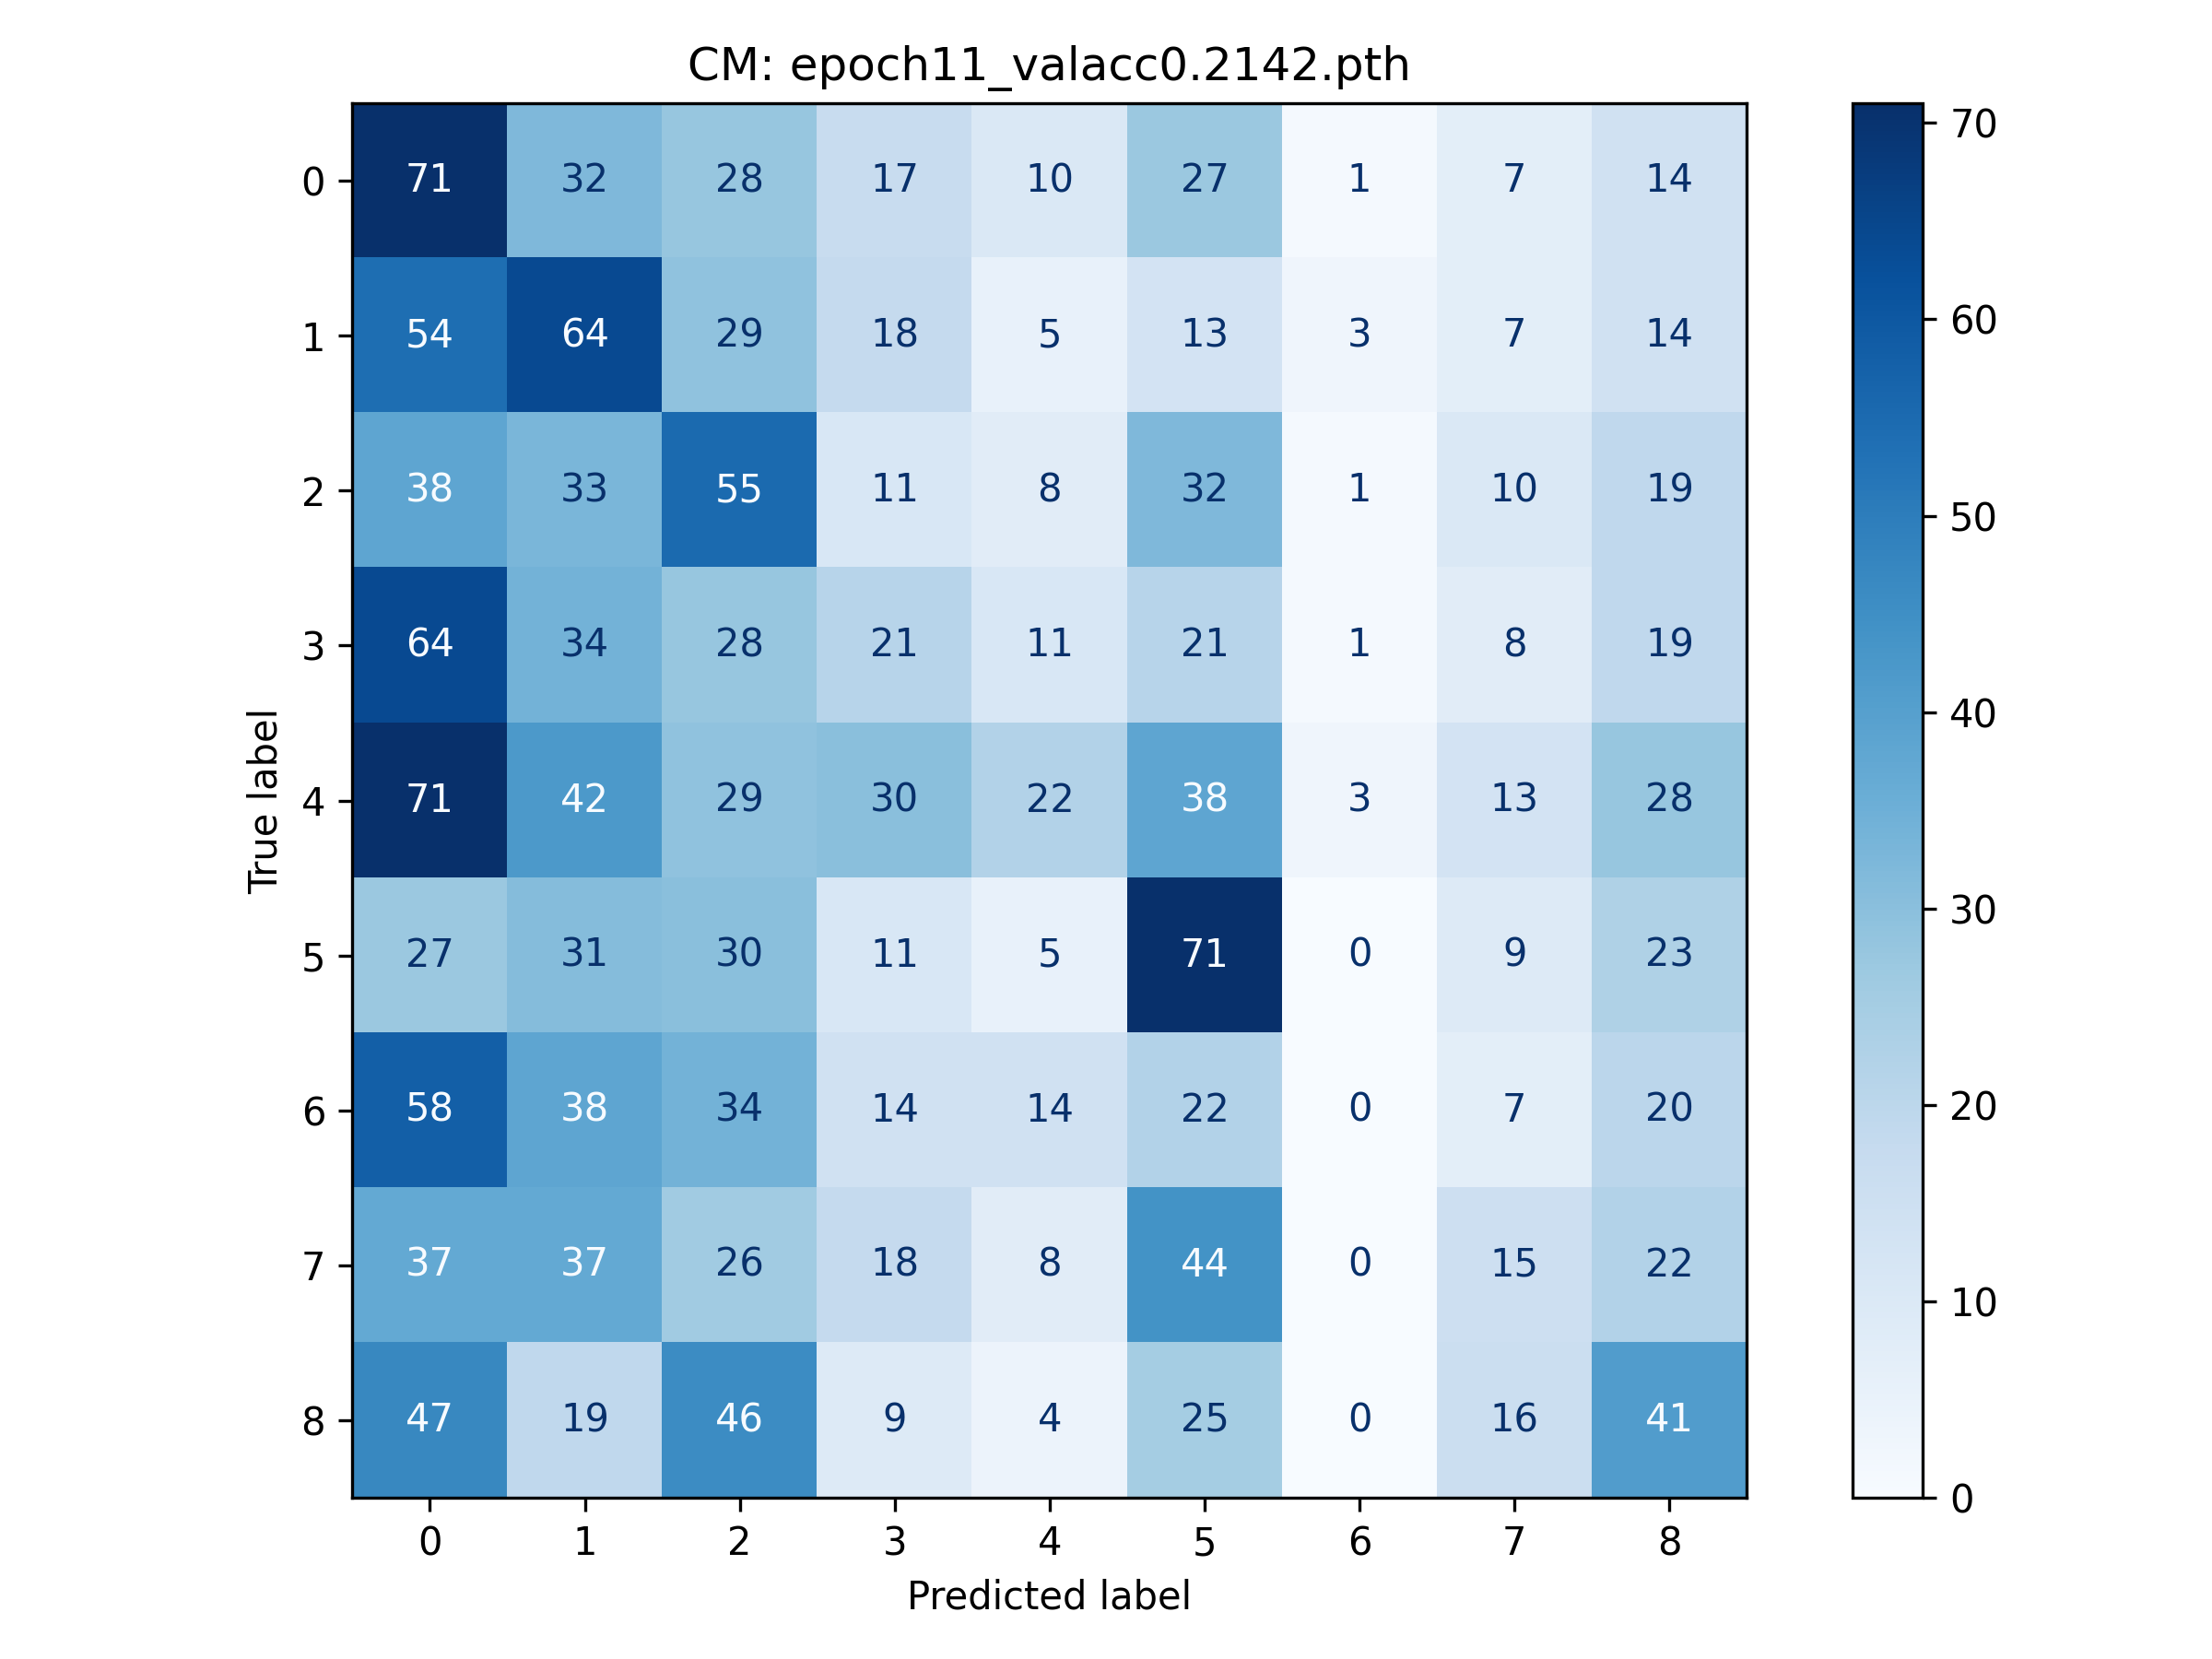 CM: epoch11_valacc0.2142.pth
0 71 32 28 17 10 27 1 7 14
1 54 64 29 18 5 13 3 7 14
2 38 33 55 11 8 32 1 10 19
3 64 34 28 21 11 21 1 8 19
4 71 42 29 30 22 38 3 13 28
5 27 31 30 11 5 71 0 9 23
6 58 38 34 14 14 22 0 7 20
7 37 37 26 18 8 44 0 15 22
8 47 19 46 9 4 25 0 16 41
0 1 2 3 4 5 6 7 8
Predicted label
True label
70
60
50
40
30
20
10
0